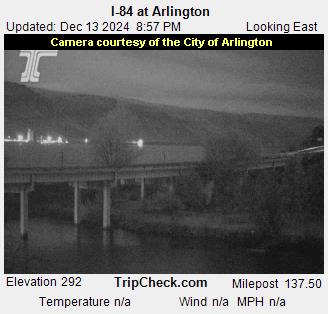 I-84 at Arlington
Updated: Dec 13 2024 8:57 PM Looking East
Camera courtesy of the City of Arlington
Elevation 292 TripCheck.com Milepost 137.50
Temperature n/a Wind n/a MPH n/a